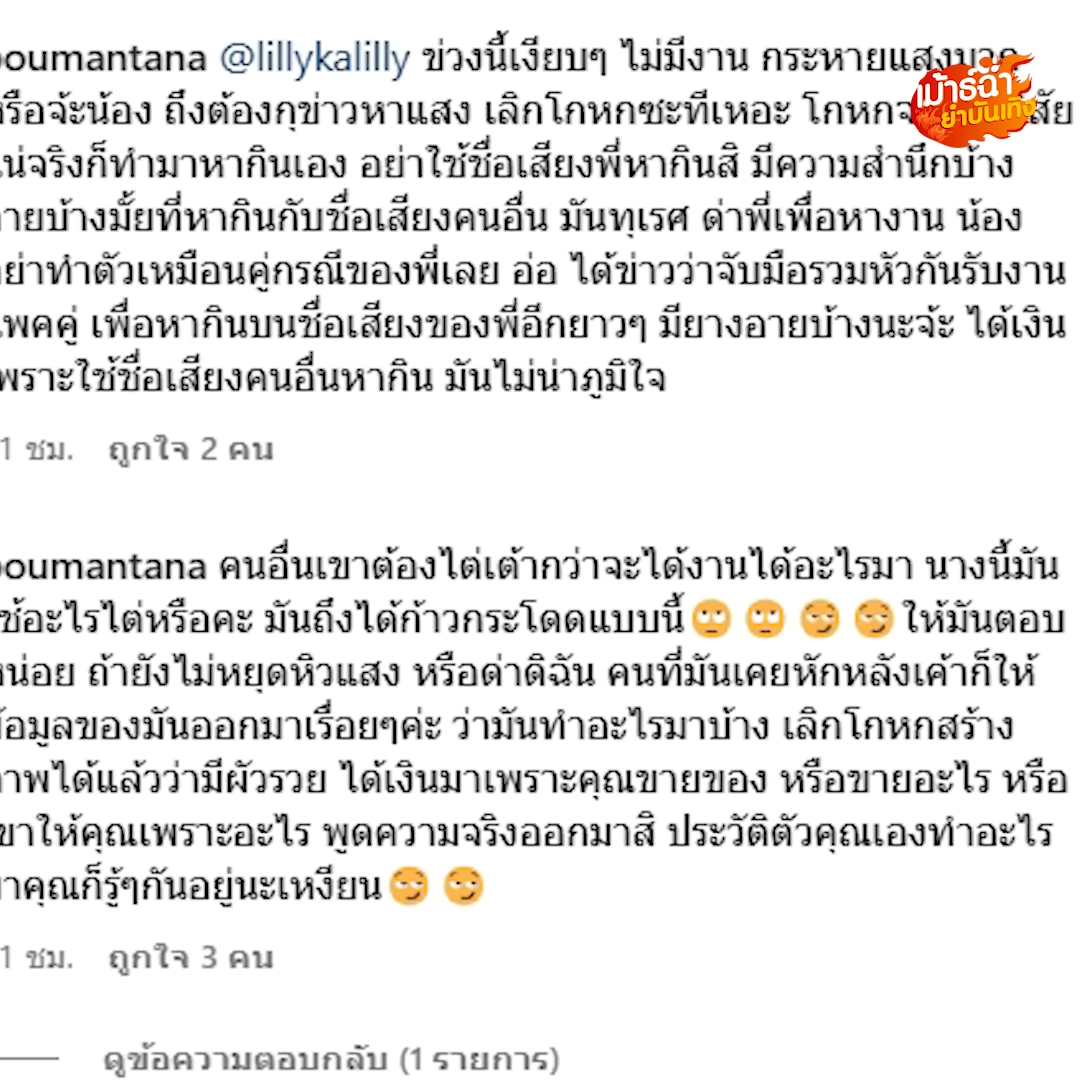 oumantana @lillykalilly ช่วงนี้เงียบๆ ไม่มีงาน กระหายแสงมาก
รือจ้ะน้อง ถึงต้องกุข่าวหาแสง เลิกโกหกซะทีเหอะ โกหกจ
เม้าธ์ฉ่ำ
ยำบันเทิง
น่จริงก็ทำมาหากินเอง อย่าใช้ชื่อเสียงพี่หากินสิ มีความสำนึกบ้าง
ายบ้างมั้ยที่หากินกับชื่อเสียงคนอื่น มันทุเรศ ด่าพี่เพื่อหางาน น้อง
ย่าทำตัวเหมือนคู่กรณีของพี่เลย อ่อ ได้ข่าวว่าจับมือรวมหัวกันรับงาน
พคคู่ เพื่อหากินบนชื่อเสียงของพี่อีกยาวๆ มียางอายบ้างนะจ้ะ ได้เงิน
พราะใช้ชื่อเสียงคนอื่นหากิน มันไม่น่าภูมิใจ
1 ชม. ถูกใจ 2 คน
oumantana คนอื่นเขาต้องไต่เต้ากว่าจะได้งานได้อะไรมา นางนี้มัน
ช้อะไรไต่หรือคะ มันถึงได้ก้าวกระโดดแบบนี้🙄 🙄 😏 😏 ให้มันตอบ
หน่อย ถ้ายังไม่หยุดหิวแสง หรือด่าดิฉัน คนที่มันเคยหักหลังเค้าก็ให้
้อมูลของมันออกมาเรื่อยๆค่ะ ว่ามันทำอะไรมาบ้าง เลิกโกหกสร้าง
าพได้แล้วว่ามีผัวรวย ได้เงินมาเพราะคุณขายของ หรือขายอะไร หรือ
ขาให้คุณเพราะอะไร พูดความจริงออกมาสิ ประวัติตัวคุณเองทำอะไร
าคุณก็รู้ๆกันอยู่นะเหงียน😏 😏
1 ชม. ถูกใจ 3 คน
ดูข้อความตอบกลับ (1 รายการ)